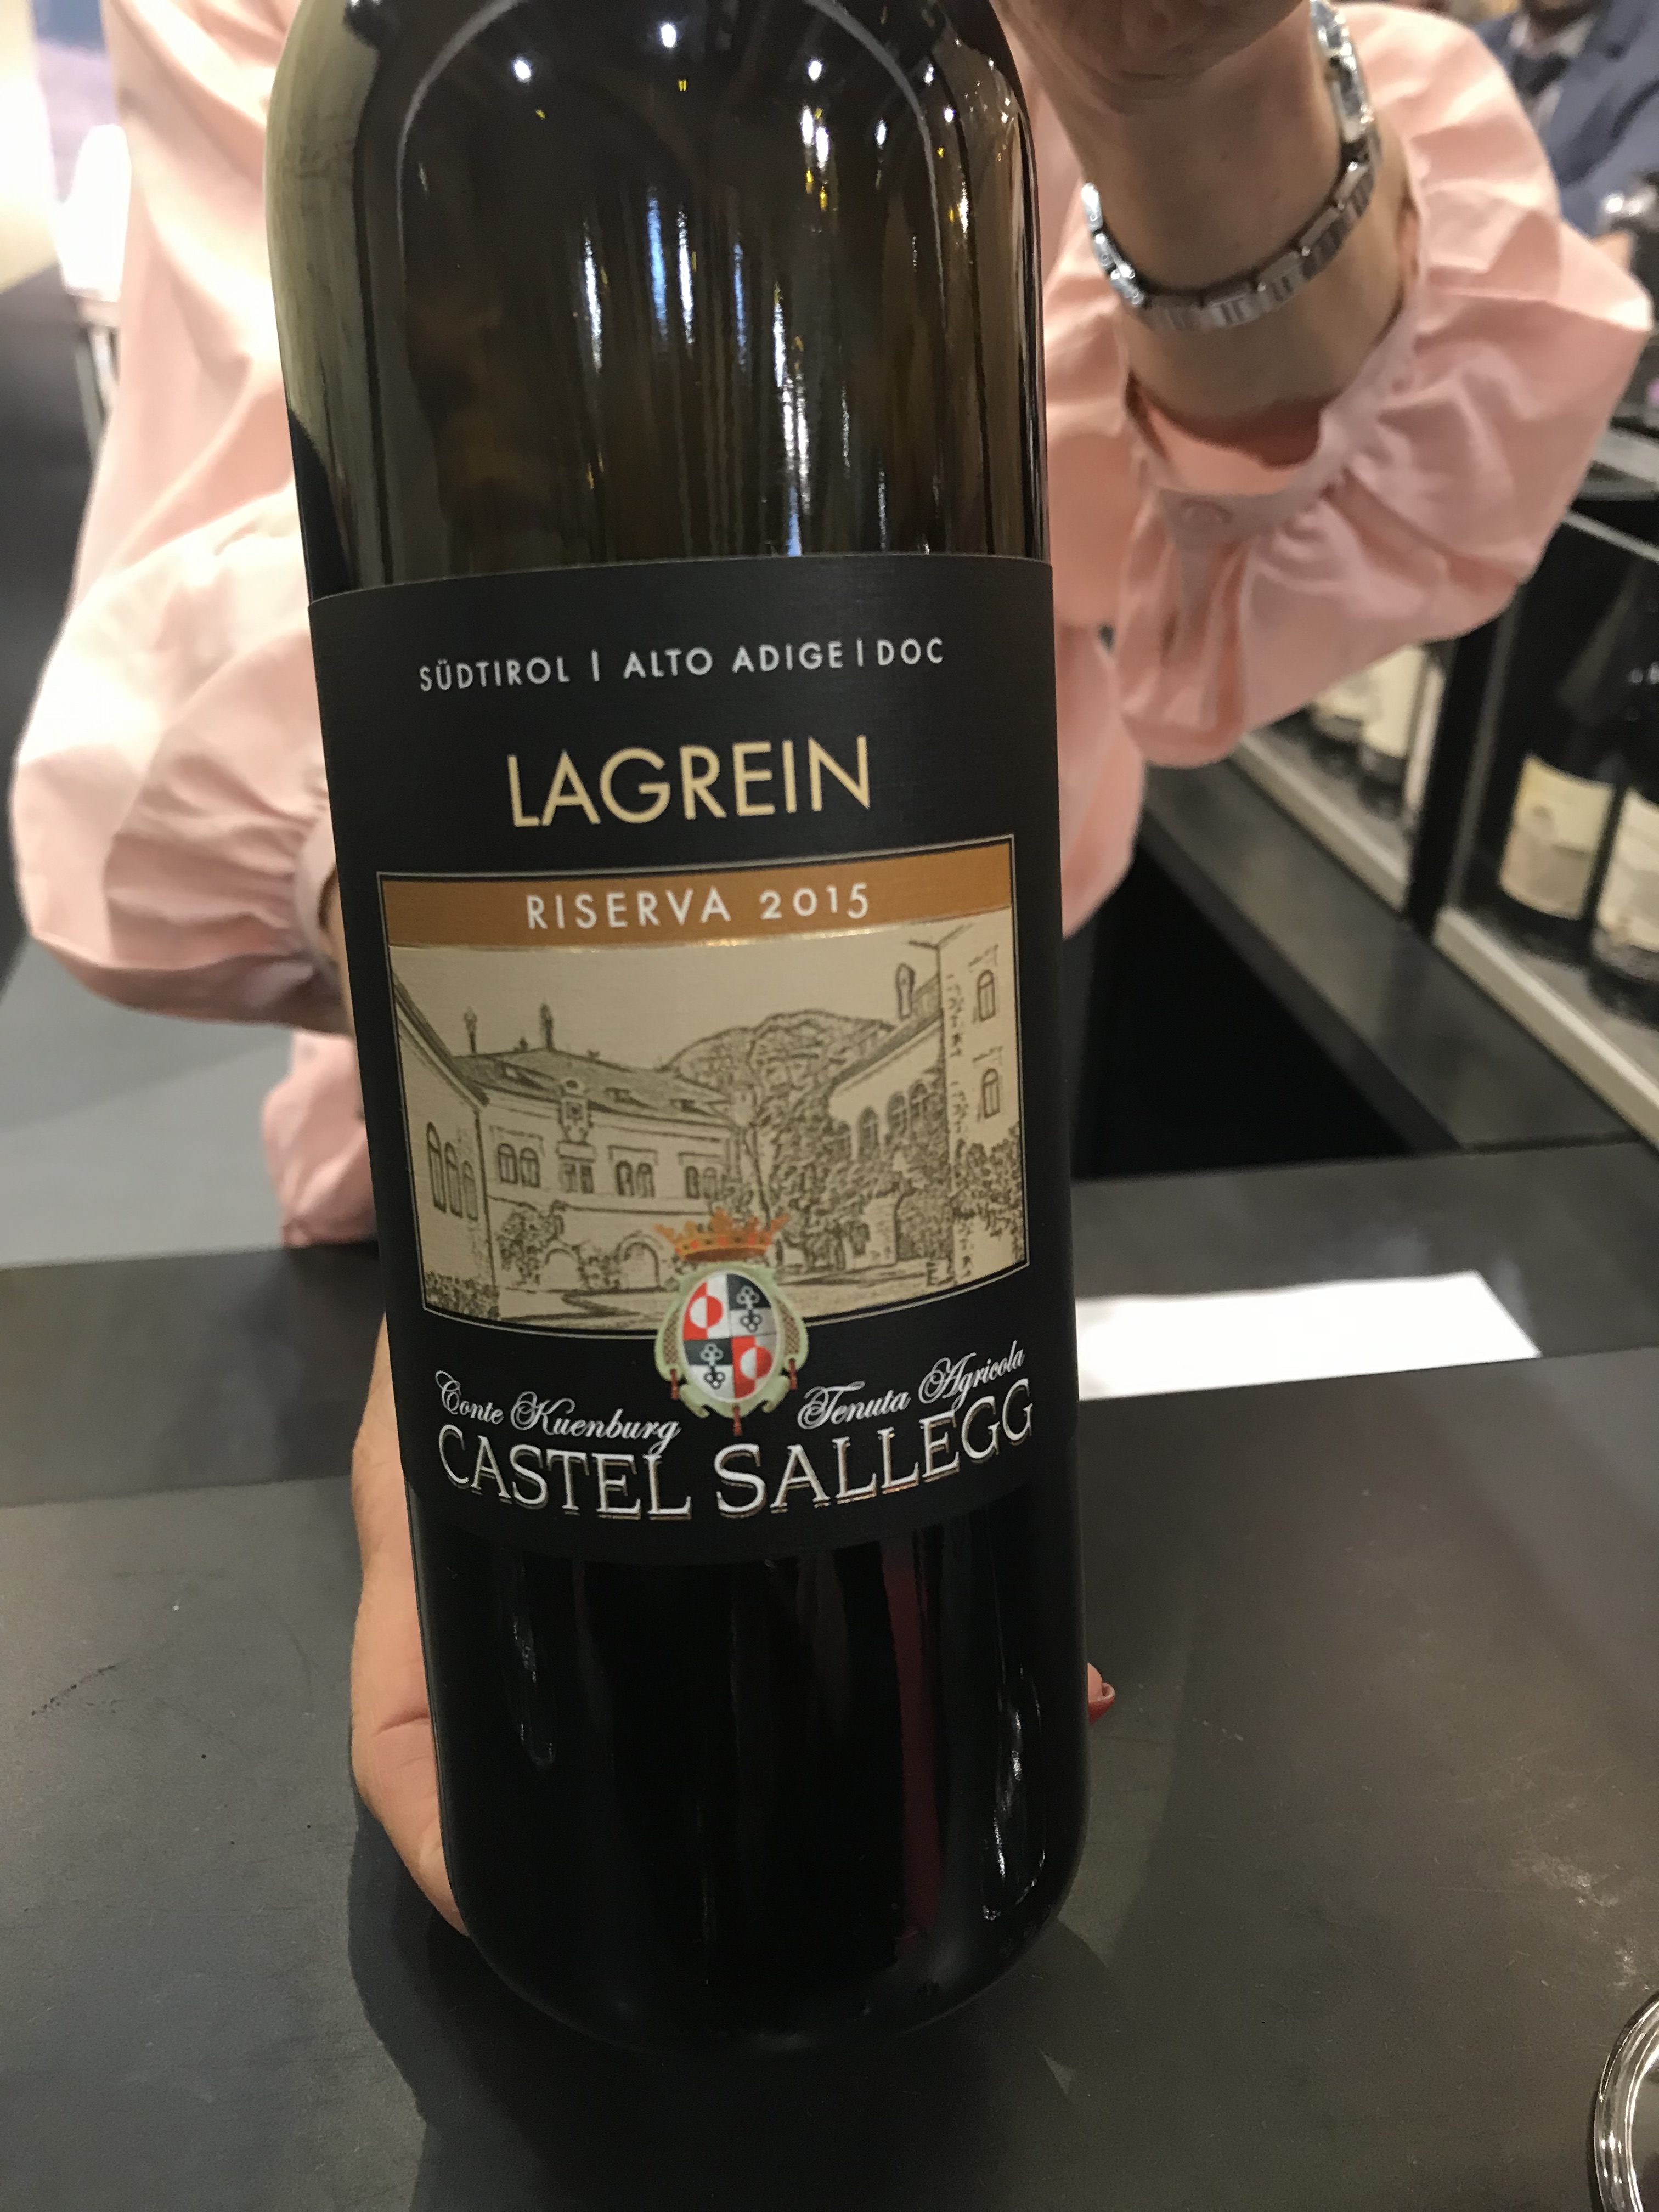 SÜDTIROL | ALTO ADIGE | DOC
LAGREIN
RISERVA 2015
Conte Kuenburg Tenuta Agricola
CASTEL SALLEGG